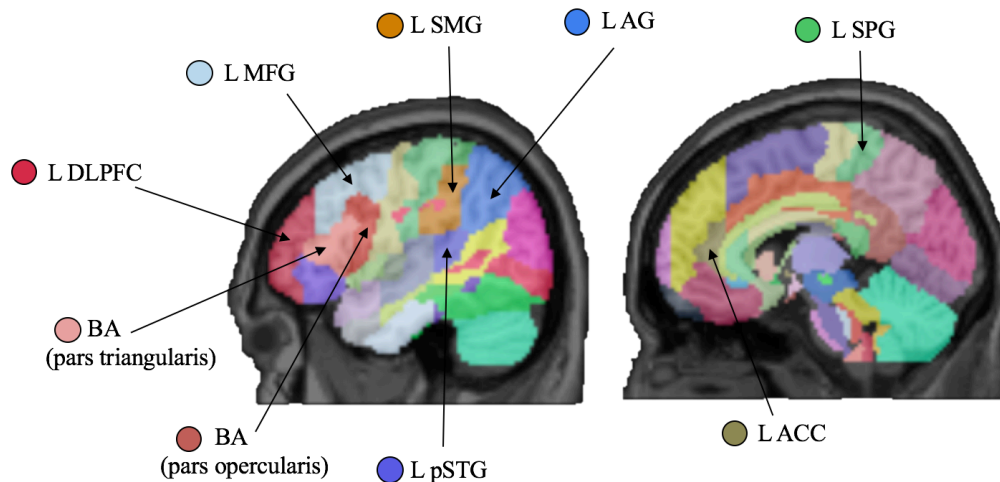 L SMG
L AG
L SPG
L MFG
L DLPFC
BA
(pars triangularis)
BA
(pars opercularis)
L pSTG
L ACC